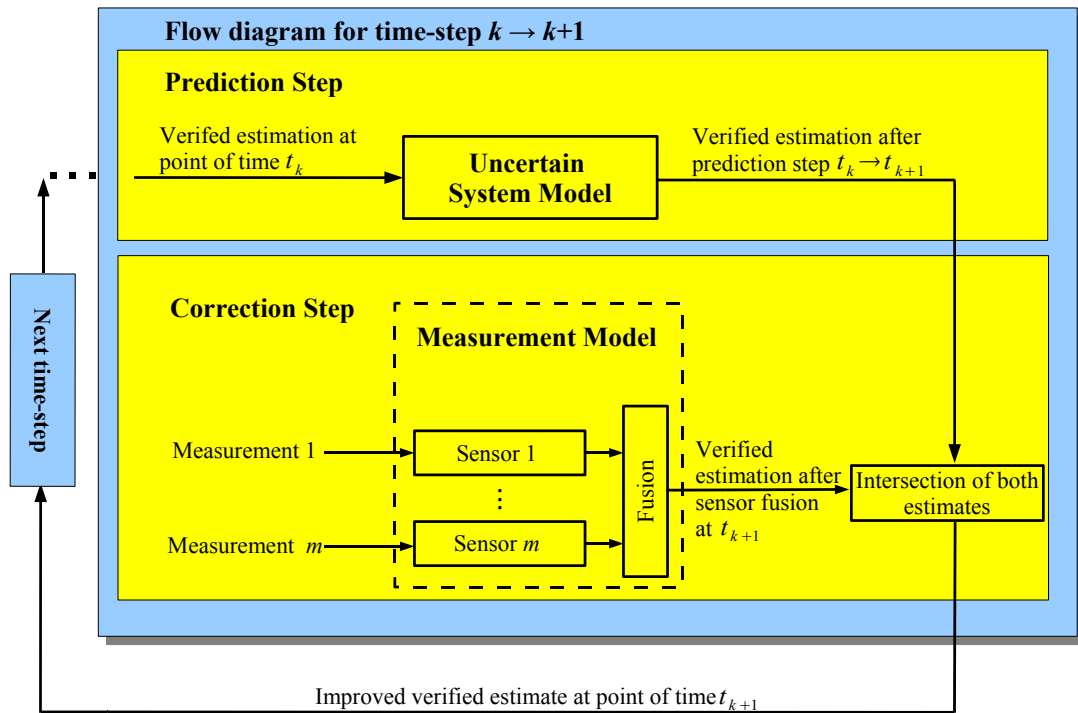 Flow diagram for time-step k → k+1
Prediction Step
Verifed estimation at
point of time t_k
Uncertain
System Model
Verified estimation after
prediction step t_k → t_{k+1}
Correction Step
Measurement Model
Measurement 1
Sensor 1
⋮
Measurement m
Sensor m
Fusion
Verified
estimation after
sensor fusion
at t_{k+1}
Intersection of both
estimates
Next time-step
Improved verified estimate at point of time t_{k+1}